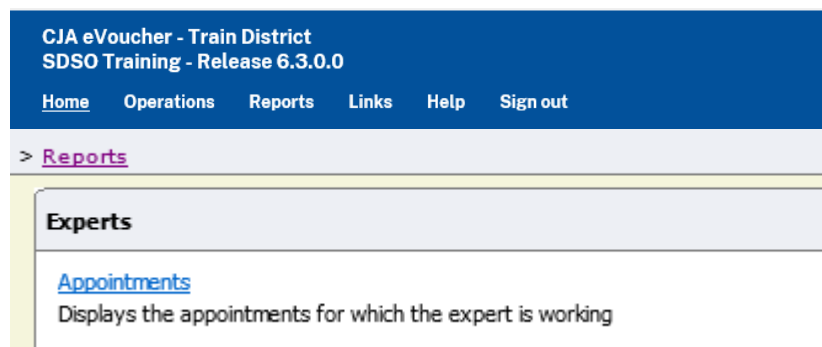 CJA eVoucher - Train District
SDSO Training - Release 6.3.0.0
Home Operations Reports Links Help Sign out
> Reports
Experts
Appointments
Displays the appointments for which the expert is working